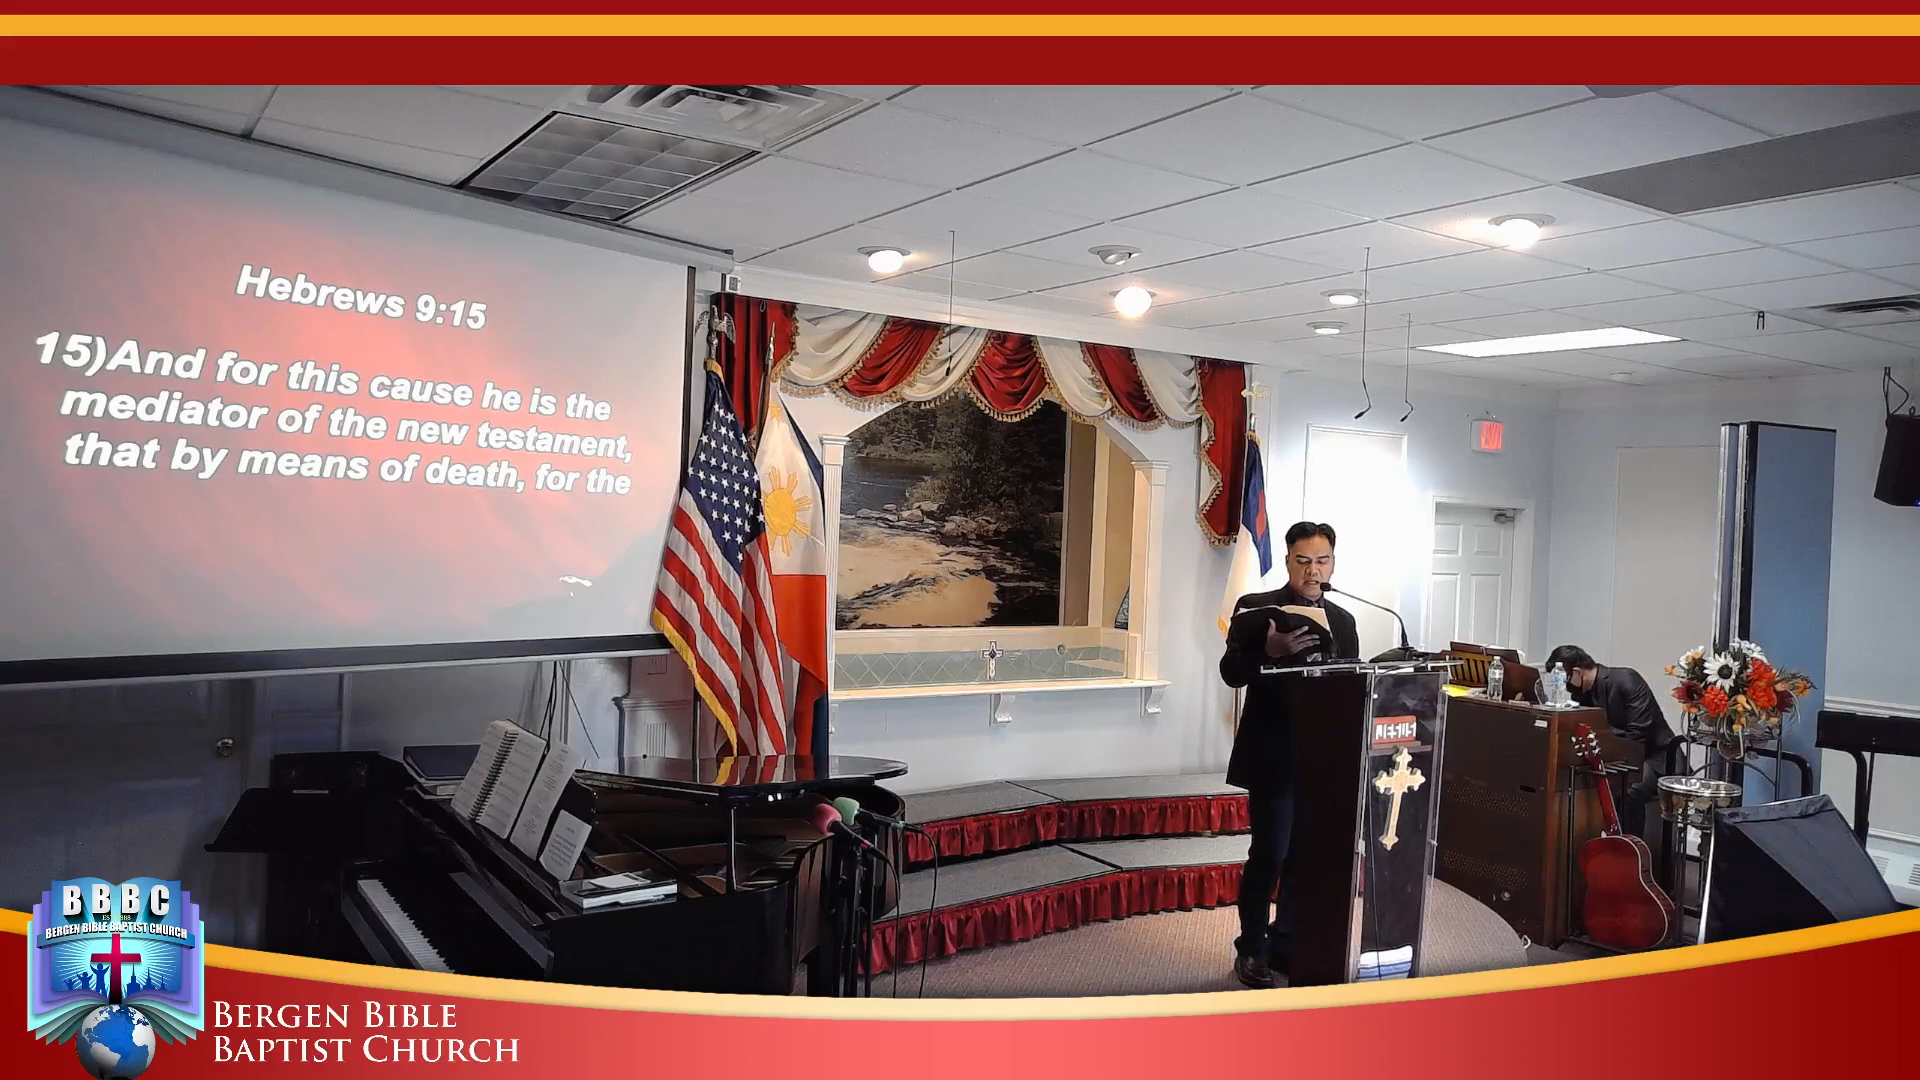 Hebrews 9:15
15)And for this cause he is the
mediator of the new testament,
that by means of death, for the
JESUS
BBBC
BERGEN BIBLE BAPTIST CHURCH
BERGEN BIBLE
BAPTIST CHURCH